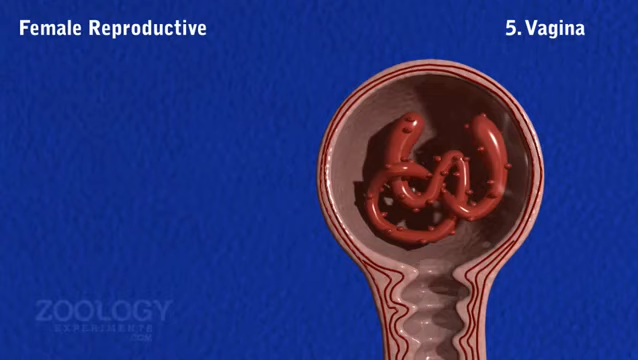 Female Reproductive
5. Vagina
ZOOLOGY
EXPERIMENTS
.COM